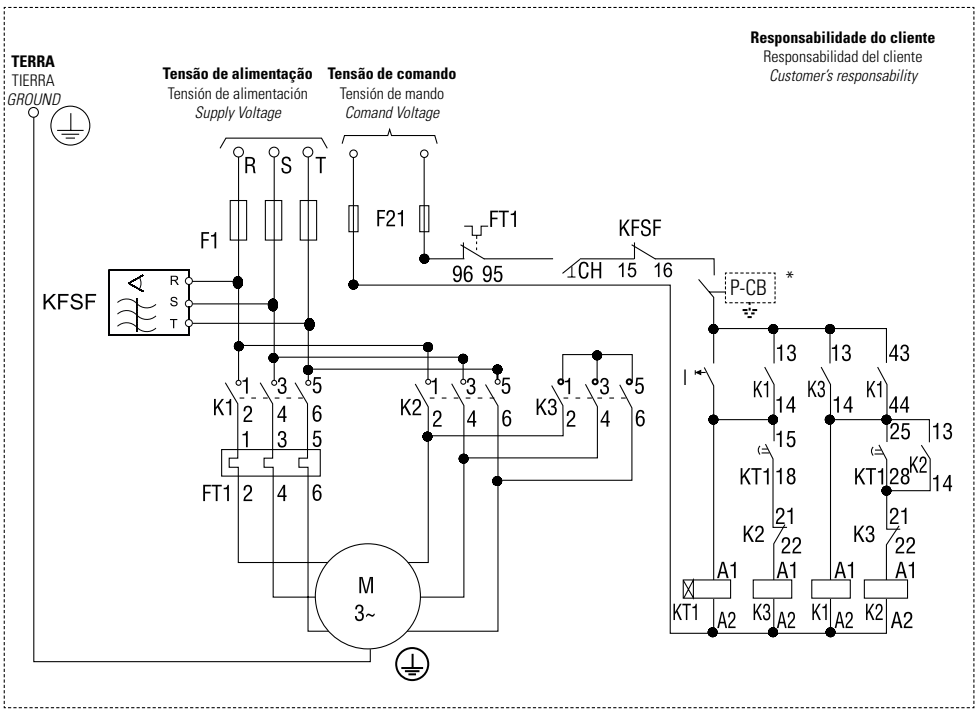 Responsabilidade do cliente
Responsabilidad del cliente
Customer's responsability
TERRA
TIERRA
GROUND
Tensão de alimentação
Tensión de alimentación
Supply Voltage
Tensão de comando
Tensión de mando
Comand Voltage
R S T
F1
F21
FT1
96 95
CH
KFSF
15 16
P-CB *
KFSF
R
S
T
K1 1 3 5
2 4 6
K2 1 3 5
2 4 6
K3 1 3 5
2 4 6
1 3 5
FT1 2 4 6
I
13 13 43
K1 K3 K1
14 14 44
15 25 13
KT1 18 KT1 28 K2
14
21 21
K2 22 K3 22
A1 A1 A1 A1
KT1 K3 K1 K2
A2 A2 A2 A2
M
3~